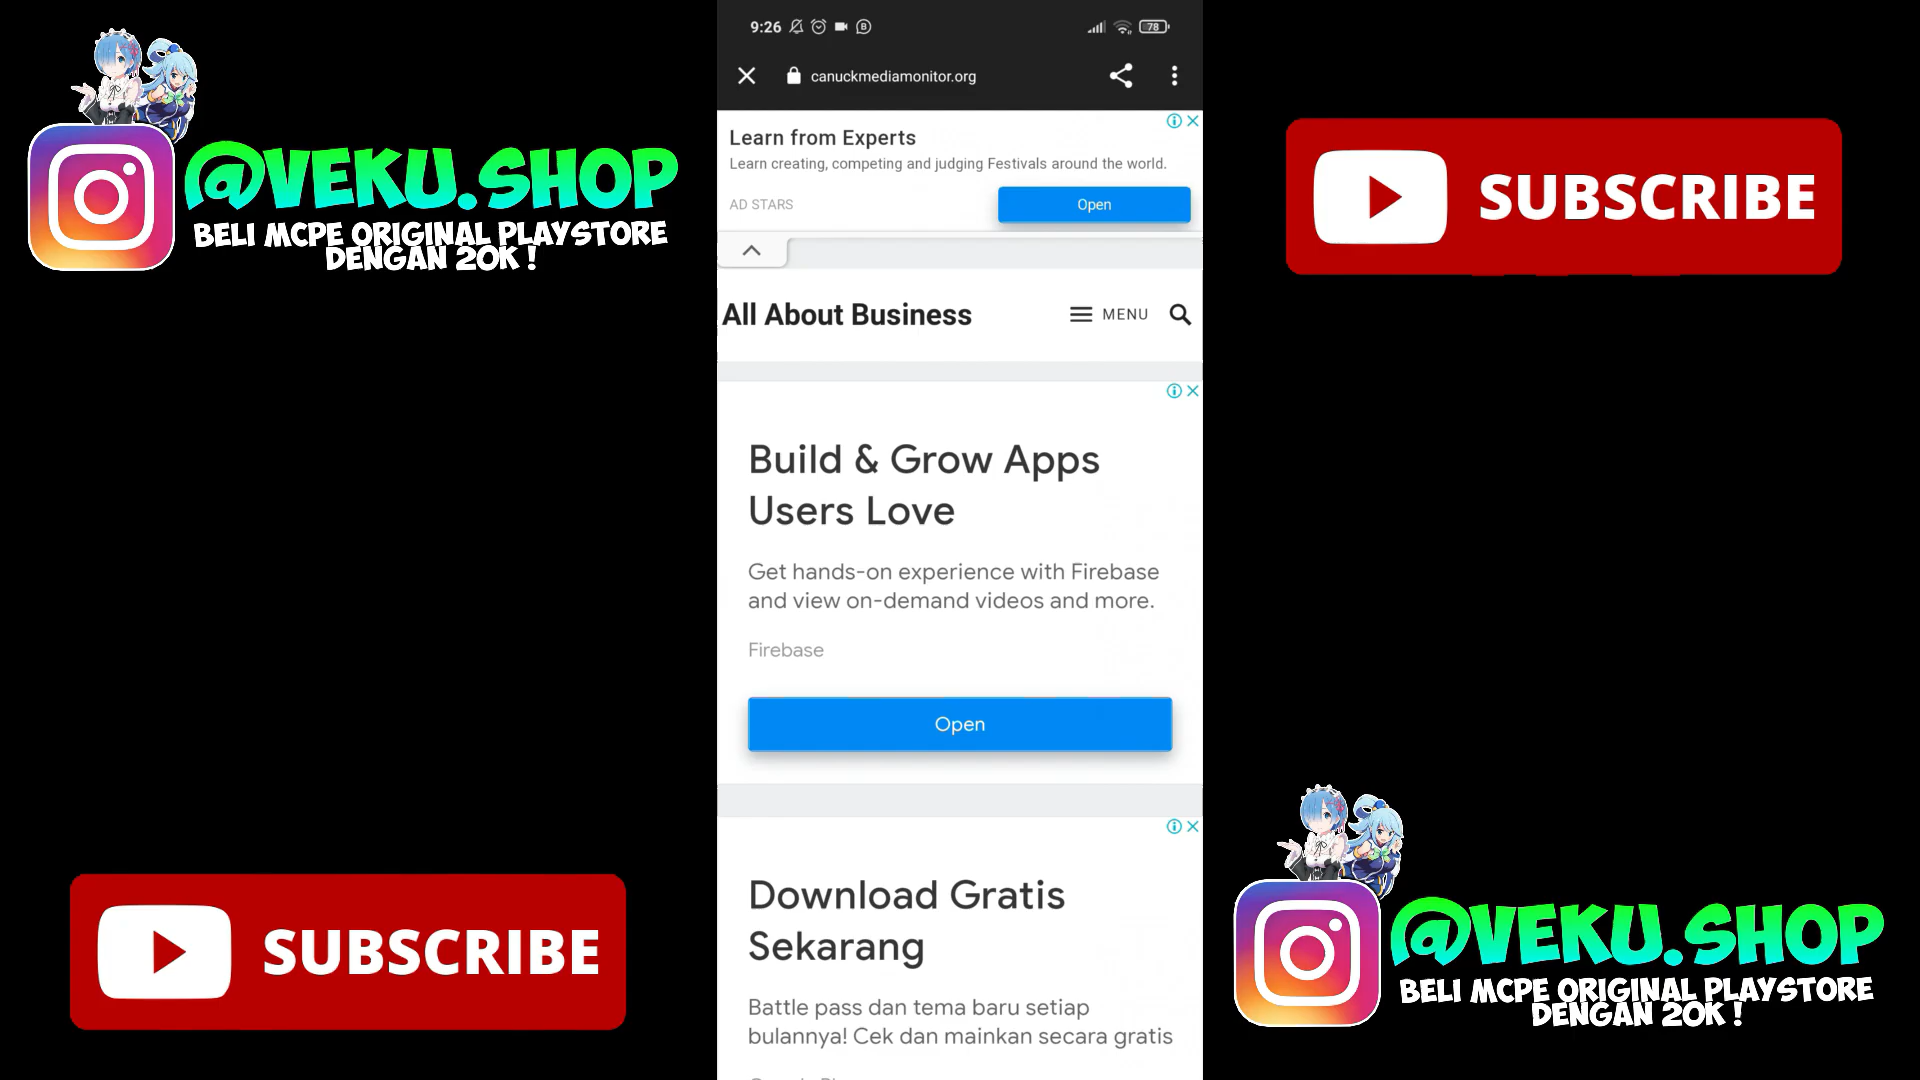 @VEKU.SHOP
BELI MCPE ORIGINAL PLAYSTORE
DENGAN 20K !
SUBSCRIBE
9:26
78
canuckmediamonitor.org
Learn from Experts
Learn creating, competing and judging Festivals around the world.
AD STARS
Open
All About Business
MENU
Build & Grow Apps
Users Love
Get hands-on experience with Firebase
and view on-demand videos and more.
Firebase
Open
Download Gratis
Sekarang
Battle pass dan tema baru setiap
bulannya! Cek dan mainkan secara gratis
SUBSCRIBE
@VEKU.SHOP
BELI MCPE ORIGINAL PLAYSTORE
DENGAN 20K !